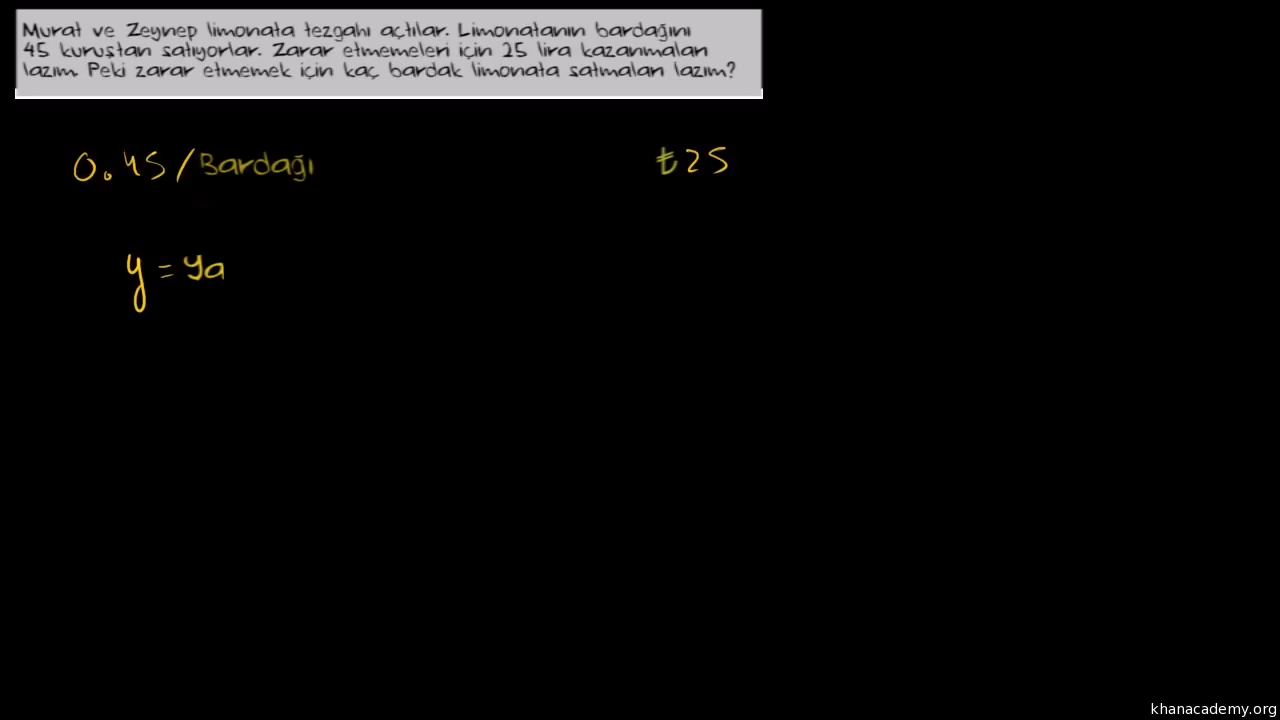 Murat ve Zeynep limonata tezgahı açtılar. Limonatanın bardağını
45 kuruştan satıyorlar. Zarar etmemeleri için 25 lira kazanmaları
lazım. Peki zarar etmemek için kaç bardak limonata satmaları lazım?
0.45/Bardağı
₺25
y = ya
khanacademy.org